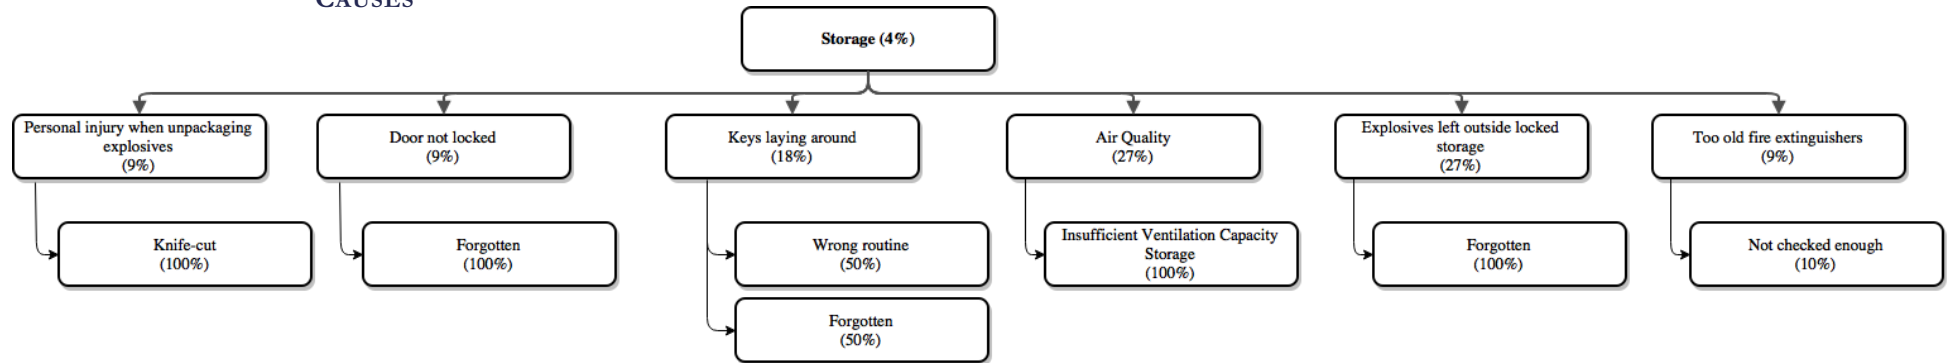 CAUSES
Storage (4%)
Personal injury when unpackaging
explosives
(9%)
Door not locked
(9%)
Keys laying around
(18%)
Air Quality
(27%)
Explosives left outside locked
storage
(27%)
Too old fire extinguishers
(9%)
Knife-cut
(100%)
Forgotten
(100%)
Wrong routine
(50%)
Forgotten
(50%)
Insufficient Ventilation Capacity
Storage
(100%)
Forgotten
(100%)
Not checked enough
(10%)